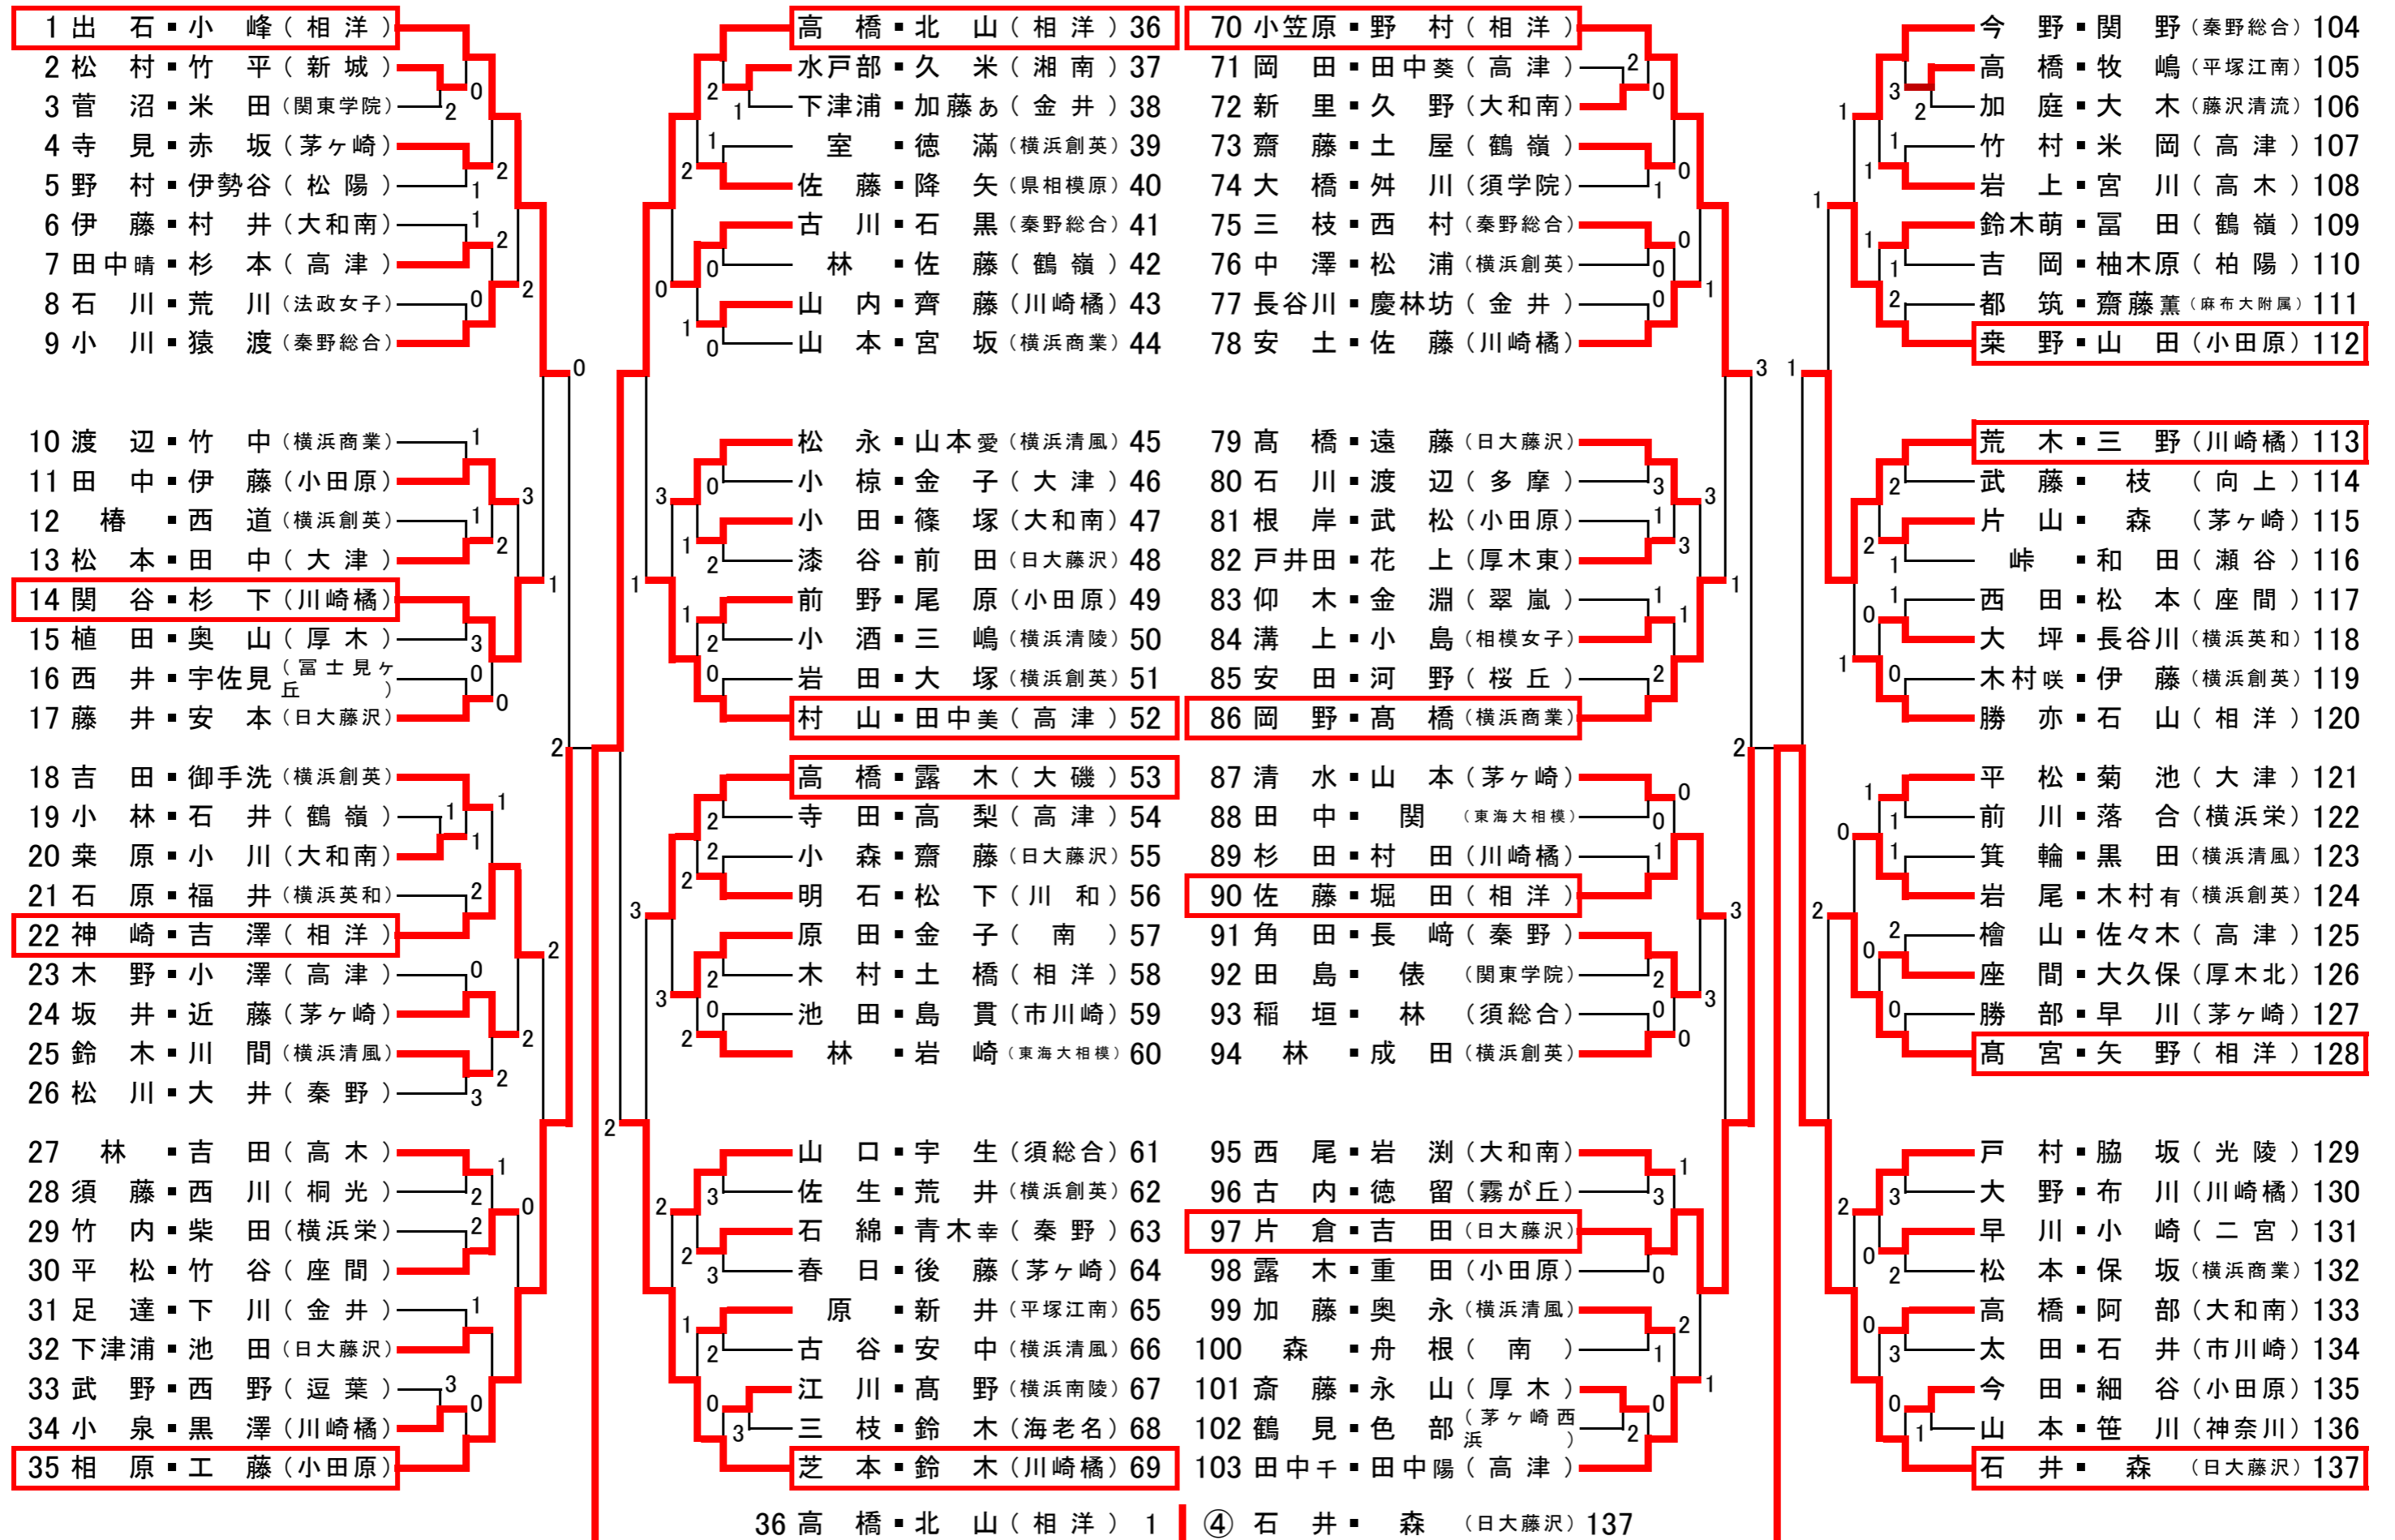 1 出 石・小 峰 (相 洋)
2 松 村・竹 平 (新 城)
3 菅 沼・米 田 (関東学院)
4 寺 見・赤 坂 (茅ヶ崎)
5 野 村・伊勢谷 (松 陽)
6 伊 藤・村 井 (大和南)
7 田中晴・杉 本 (高 津)
8 石 川・荒 川 (法政女子)
9 小 川・猿 渡 (秦野総合)
10 渡 辺・竹 中 (横浜商業)
11 田 中・伊 藤 (小田原)
12 椿 ・西 道 (横浜創英)
13 松 本・田 中 (大 津)
14 関 谷・杉 下 (川崎橘)
15 植 田・奥 山 (厚 木)
16 西 井・宇佐見 (冨士見ヶ丘)
17 藤 井・安 本 (日大藤沢)
18 吉 田・御手洗 (横浜創英)
19 小 林・石 井 (鶴 嶺)
20 桒 原・小 川 (大和南)
21 石 原・福 井 (横浜英和)
22 神 崎・吉 澤 (相 洋)
23 木 野・小 澤 (高 津)
24 坂 井・近 藤 (茅ヶ崎)
25 鈴 木・川 間 (横浜清風)
26 松 川・大 井 (秦 野)
27 林 ・吉 田 (高 木)
28 須 藤・西 川 (桐 光)
29 竹 内・柴 田 (横浜栄)
30 平 松・竹 谷 (座 間)
31 足 達・下 川 (金 井)
32 下津浦・池 田 (日大藤沢)
33 武 野・西 野 (逗 葉)
34 小 泉・黒 澤 (川崎橘)
35 相 原・工 藤 (小田原)
高 橋・北 山 (相 洋) 36
水戸部・久 米 (湘 南) 37
下津浦・加藤あ (金 井) 38
室 ・徳 滿 (横浜創英) 39
佐 藤・降 矢 (県相模原) 40
古 川・石 黒 (秦野総合) 41
林 ・佐 藤 (鶴 嶺) 42
山 内・齊 藤 (川崎橘) 43
山 本・宮 坂 (横浜商業) 44
松 永・山本愛 (横浜清風) 45
小 椋・金 子 (大 津) 46
小 田・篠 塚 (大和南) 47
漆 谷・前 田 (日大藤沢) 48
前 野・尾 原 (小田原) 49
小 酒・三 嶋 (横浜清陵) 50
岩 田・大 塚 (横浜創英) 51
村 山・田中美 (高 津) 52
高 橋・露 木 (大 磯) 53
寺 田・高 梨 (高 津) 54
小 森・齋 藤 (日大藤沢) 55
明 石・松 下 (川 和) 56
原 田・金 子 (南) 57
木 村・土 橋 (相 洋) 58
池 田・島 貫 (市川崎) 59
林 ・岩 崎 (東海大相模) 60
山 口・宇 生 (須総合) 61
佐 生・荒 井 (横浜創英) 62
石 綿・青木幸 (秦 野) 63
春 日・後 藤 (茅ヶ崎) 64
原 ・新 井 (平塚江南) 65
古 谷・安 中 (横浜清風) 66
江 川・髙 野 (横浜南陵) 67
三 枝・鈴 木 (海老名) 68
芝 本・鈴 木 (川崎橘) 69
70 小笠原・野 村 (相 洋)
71 岡 田・田中葵 (高 津)
72 新 里・久 野 (大和南)
73 齋 藤・土 屋 (鶴 嶺)
74 大 橋・舛 川 (須学院)
75 三 枝・西 村 (秦野総合)
76 中 澤・松 浦 (横浜創英)
77 長谷川・慶林坊 (金 井)
78 安 土・佐 藤 (川崎橘)
79 髙 橋・遠 藤 (日大藤沢)
80 石 川・渡 辺 (多 摩)
81 根 岸・武 松 (小田原)
82 戸井田・花 上 (厚木東)
83 仰 木・金 淵 (翠 嵐)
84 溝 上・小 島 (相模女子)
85 安 田・河 野 (桜 丘)
86 岡 野・髙 橋 (横浜商業)
87 清 水・山 本 (茅ヶ崎)
88 田 中・ 関 (東海大相模)
89 杉 田・村 田 (川崎橘)
90 佐 藤・堀 田 (相 洋)
91 角 田・長 﨑 (秦 野)
92 田 島・ 俵 (関東学院)
93 稲 垣・ 林 (須総合)
94 林 ・成 田 (横浜創英)
95 西 尾・岩 渕 (大和南)
96 古 内・徳 留 (霧が丘)
97 片 倉・吉 田 (日大藤沢)
98 露 木・重 田 (小田原)
99 加 藤・奥 永 (横浜清風)
100 森 ・舟 根 (南)
101 斎 藤・永 山 (厚 木)
102 鶴 見・色 部 (茅ヶ崎西浜)
103 田中千・田中陽 (高 津)
今 野・関 野 (秦野総合) 104
高 橋・牧 嶋 (平塚江南) 105
加 庭・大 木 (藤沢清流) 106
竹 村・米 岡 (高 津) 107
岩 上・宮 川 (高 木) 108
鈴木萌・冨 田 (鶴 嶺) 109
吉 岡・柚木原 (柏 陽) 110
都 筑・齋藤薫 (麻布大附属) 111
桒 野・山 田 (小田原) 112
荒 木・三 野 (川崎橘) 113
武 藤・ 枝 (向 上) 114
片 山・ 森 (茅ヶ崎) 115
峠 ・和 田 (瀬 谷) 116
西 田・松 本 (座 間) 117
大 坪・長谷川 (横浜英和) 118
木村咲・伊 藤 (横浜創英) 119
勝 亦・石 山 (相 洋) 120
平 松・菊 池 (大 津) 121
前 川・落 合 (横浜栄) 122
箕 輪・黒 田 (横浜清風) 123
岩 尾・木村有 (横浜創英) 124
檜 山・佐々木 (高 津) 125
座 間・大久保 (厚木北) 126
勝 部・早 川 (茅ヶ崎) 127
髙 宮・矢 野 (相 洋) 128
戸 村・脇 坂 (光 陵) 129
大 野・布 川 (川崎橘) 130
早 川・小 崎 (二 宮) 131
松 本・保 坂 (横浜商業) 132
高 橋・阿 部 (大和南) 133
太 田・石 井 (市川崎) 134
今 田・細 谷 (小田原) 135
山 本・笹 川 (神奈川) 136
石 井・ 森 (日大藤沢) 137
36 高 橋・北 山 (相 洋) 1
④ 石 井・ 森 (日大藤沢) 137